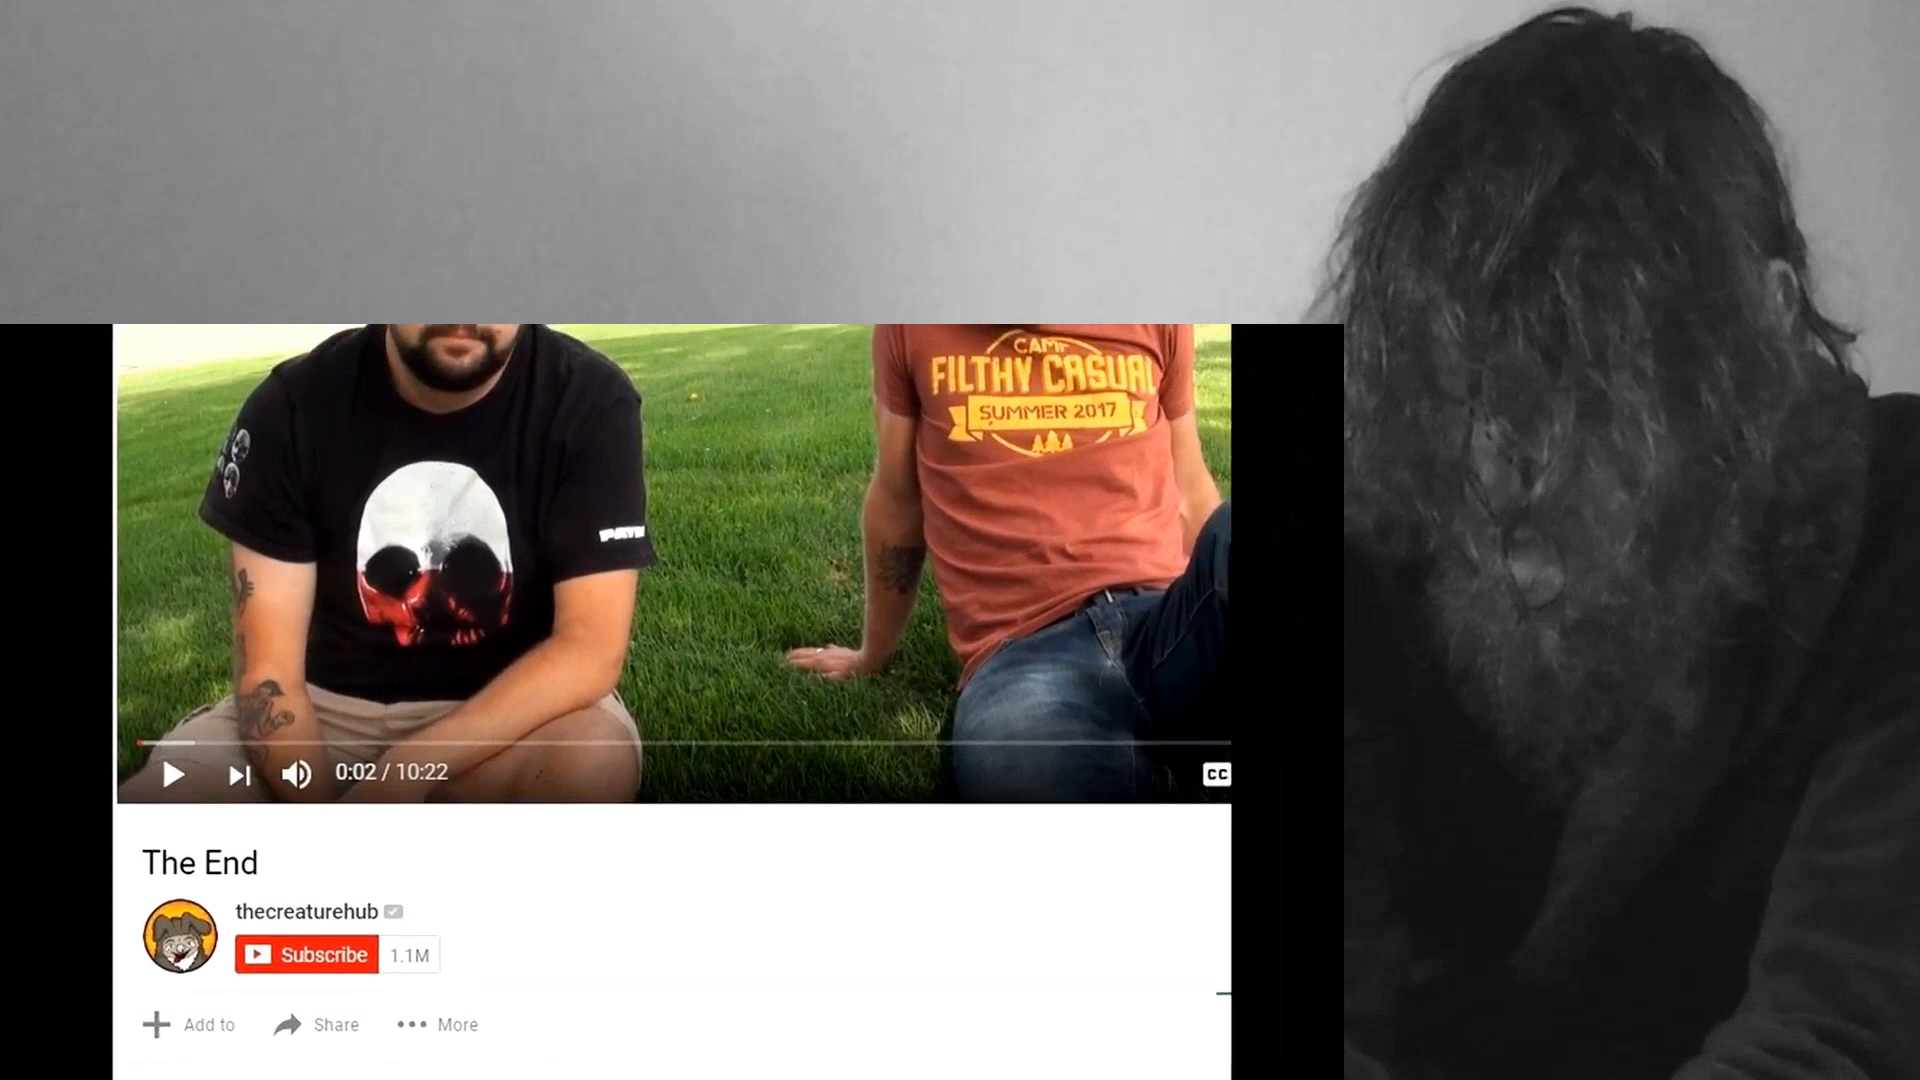 CAMP
FILTHY CASUAL
SUMMER 2017
0:02 / 10:22
CC
The End
thecreaturehub
Subscribe 1.1M
Add to Share More